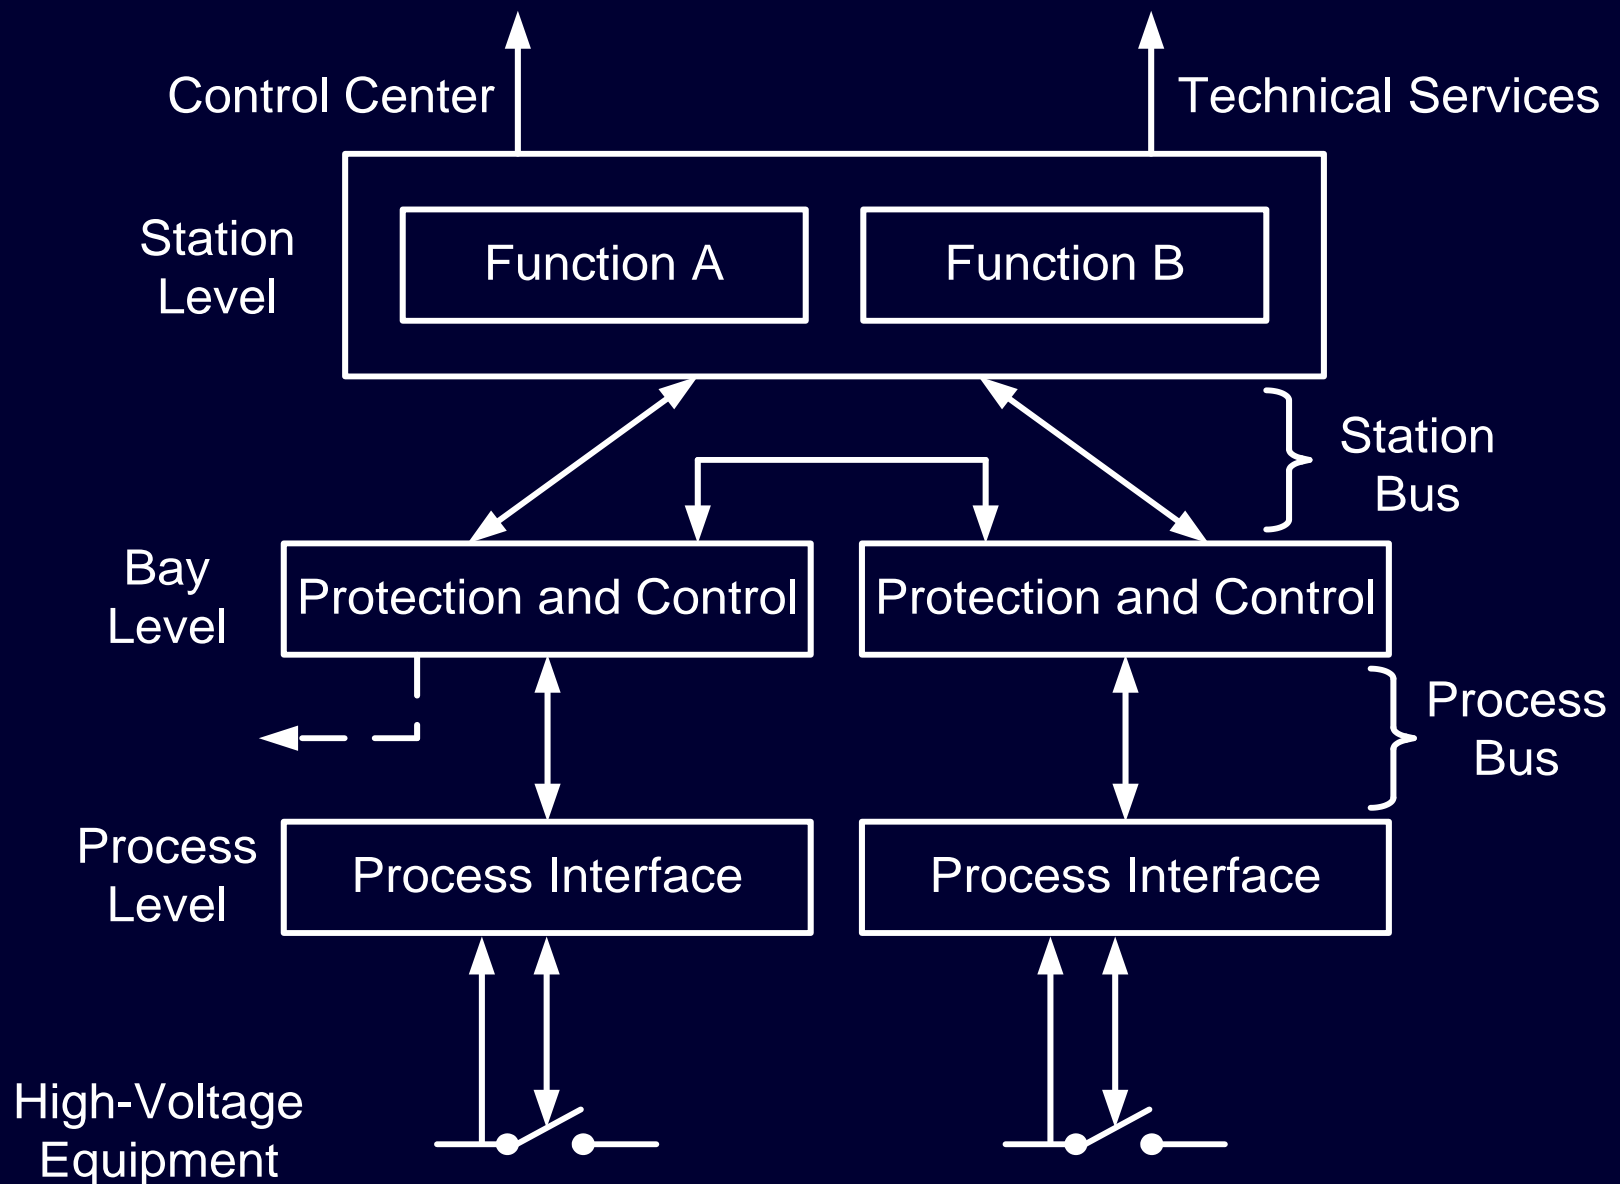 Control Center
Technical Services
Station
Level
Function A
Function B
Station
Bus
Bay
Level
Protection and Control
Protection and Control
Process
Bus
Process
Level
Process Interface
Process Interface
High-Voltage
Equipment